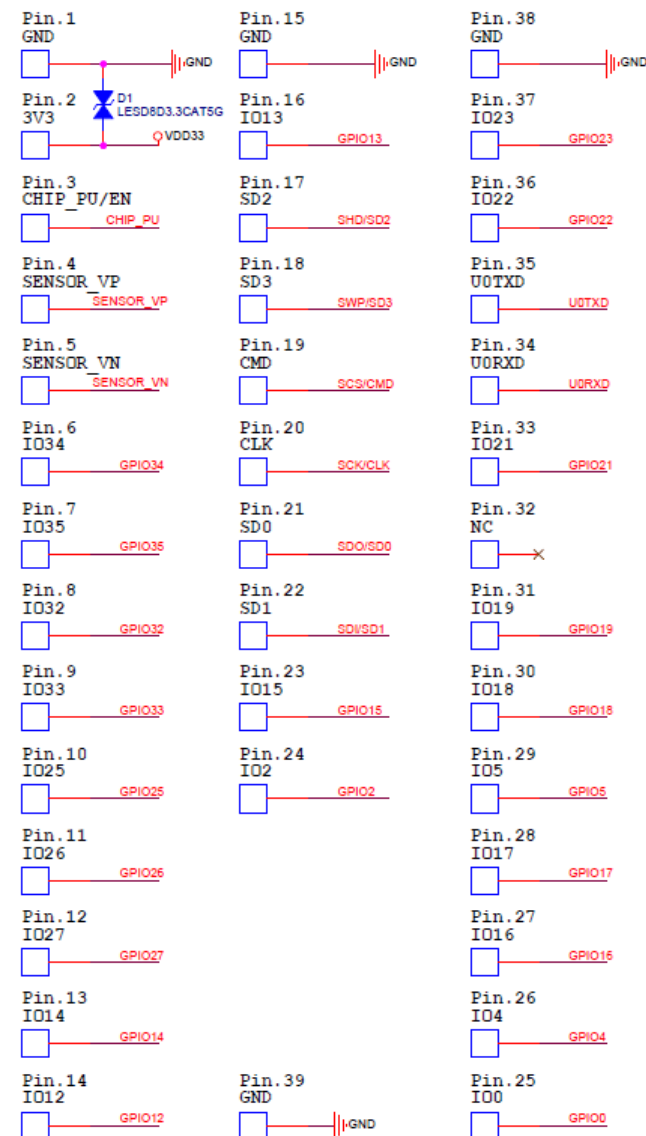 Pin.1
GND
GND
D1
LESD8D3.3CAT5G
Pin.2
3V3
VDD33
Pin.3
CHIP_PU/EN
CHIP_PU
Pin.4
SENSOR_VP
SENSOR_VP
Pin.5
SENSOR_VN
SENSOR_VN
Pin.6
IO34
GPIO34
Pin.7
IO35
GPIO35
Pin.8
IO32
GPIO32
Pin.9
IO33
GPIO33
Pin.10
IO25
GPIO25
Pin.11
IO26
GPIO26
Pin.12
IO27
GPIO27
Pin.13
IO14
GPIO14
Pin.14
IO12
GPIO12
Pin.15
GND
GND
Pin.16
IO13
GPIO13
Pin.17
SD2
SHD/SD2
Pin.18
SD3
SWP/SD3
Pin.19
CMD
SCS/CMD
Pin.20
CLK
SCK/CLK
Pin.21
SD0
SDO/SD0
Pin.22
SD1
SDI/SD1
Pin.23
IO15
GPIO15
Pin.24
IO2
GPIO2
Pin.39
GND
GND
Pin.38
GND
GND
Pin.37
IO23
GPIO23
Pin.36
IO22
GPIO22
Pin.35
U0TXD
U0TXD
Pin.34
U0RXD
U0RXD
Pin.33
IO21
GPIO21
Pin.32
NC
Pin.31
IO19
GPIO19
Pin.30
IO18
GPIO18
Pin.29
IO5
GPIO5
Pin.28
IO17
GPIO17
Pin.27
IO16
GPIO16
Pin.26
IO4
GPIO4
Pin.25
IO0
GPIO0